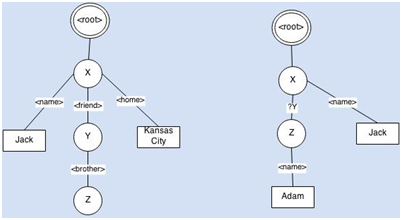 <root>
<root>
X
X
<name>
<friend>
<home>
?Y
<name>
Jack
Y
Kansas
City
Z
Jack
<brother>
<name>
Z
Adam